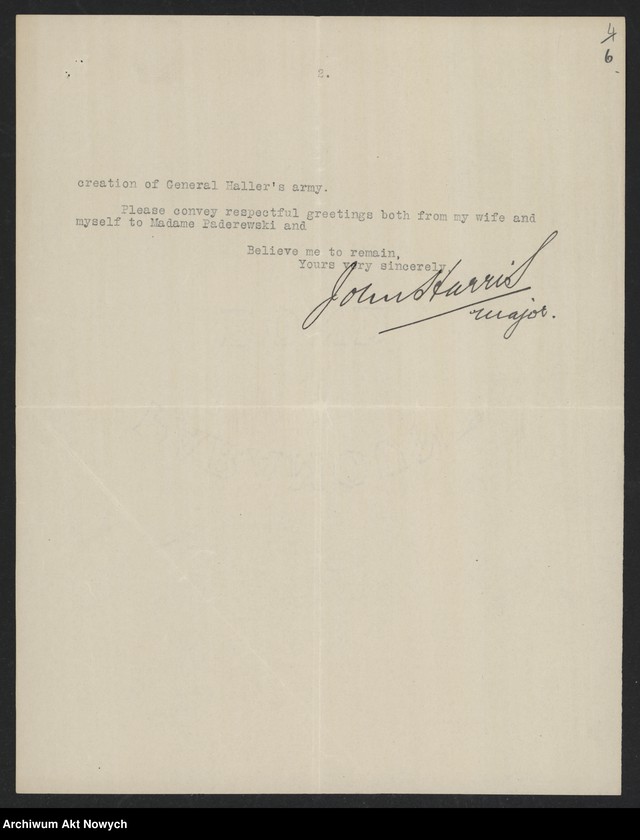 4
6
2.
creation of General Haller's army.
Please convey respectful greetings both from my wife and
myself to Madame Paderewski and
Believe me to remain,
Yours very sincerely
John Harris
major.
Archiwum Akt Nowych